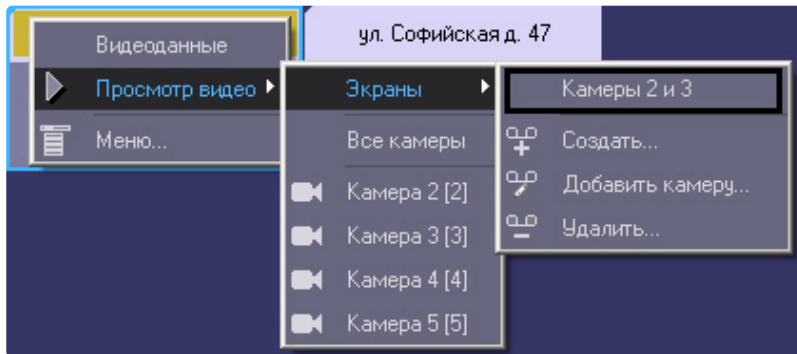 ул. Софийская д. 47
Видеоданные
Просмотр видео
Меню...
Экраны
Все камеры
Камера 2 [2]
Камера 3 [3]
Камера 4 [4]
Камера 5 [5]
Камеры 2 и 3
Создать...
Добавить камеру...
Удалить...